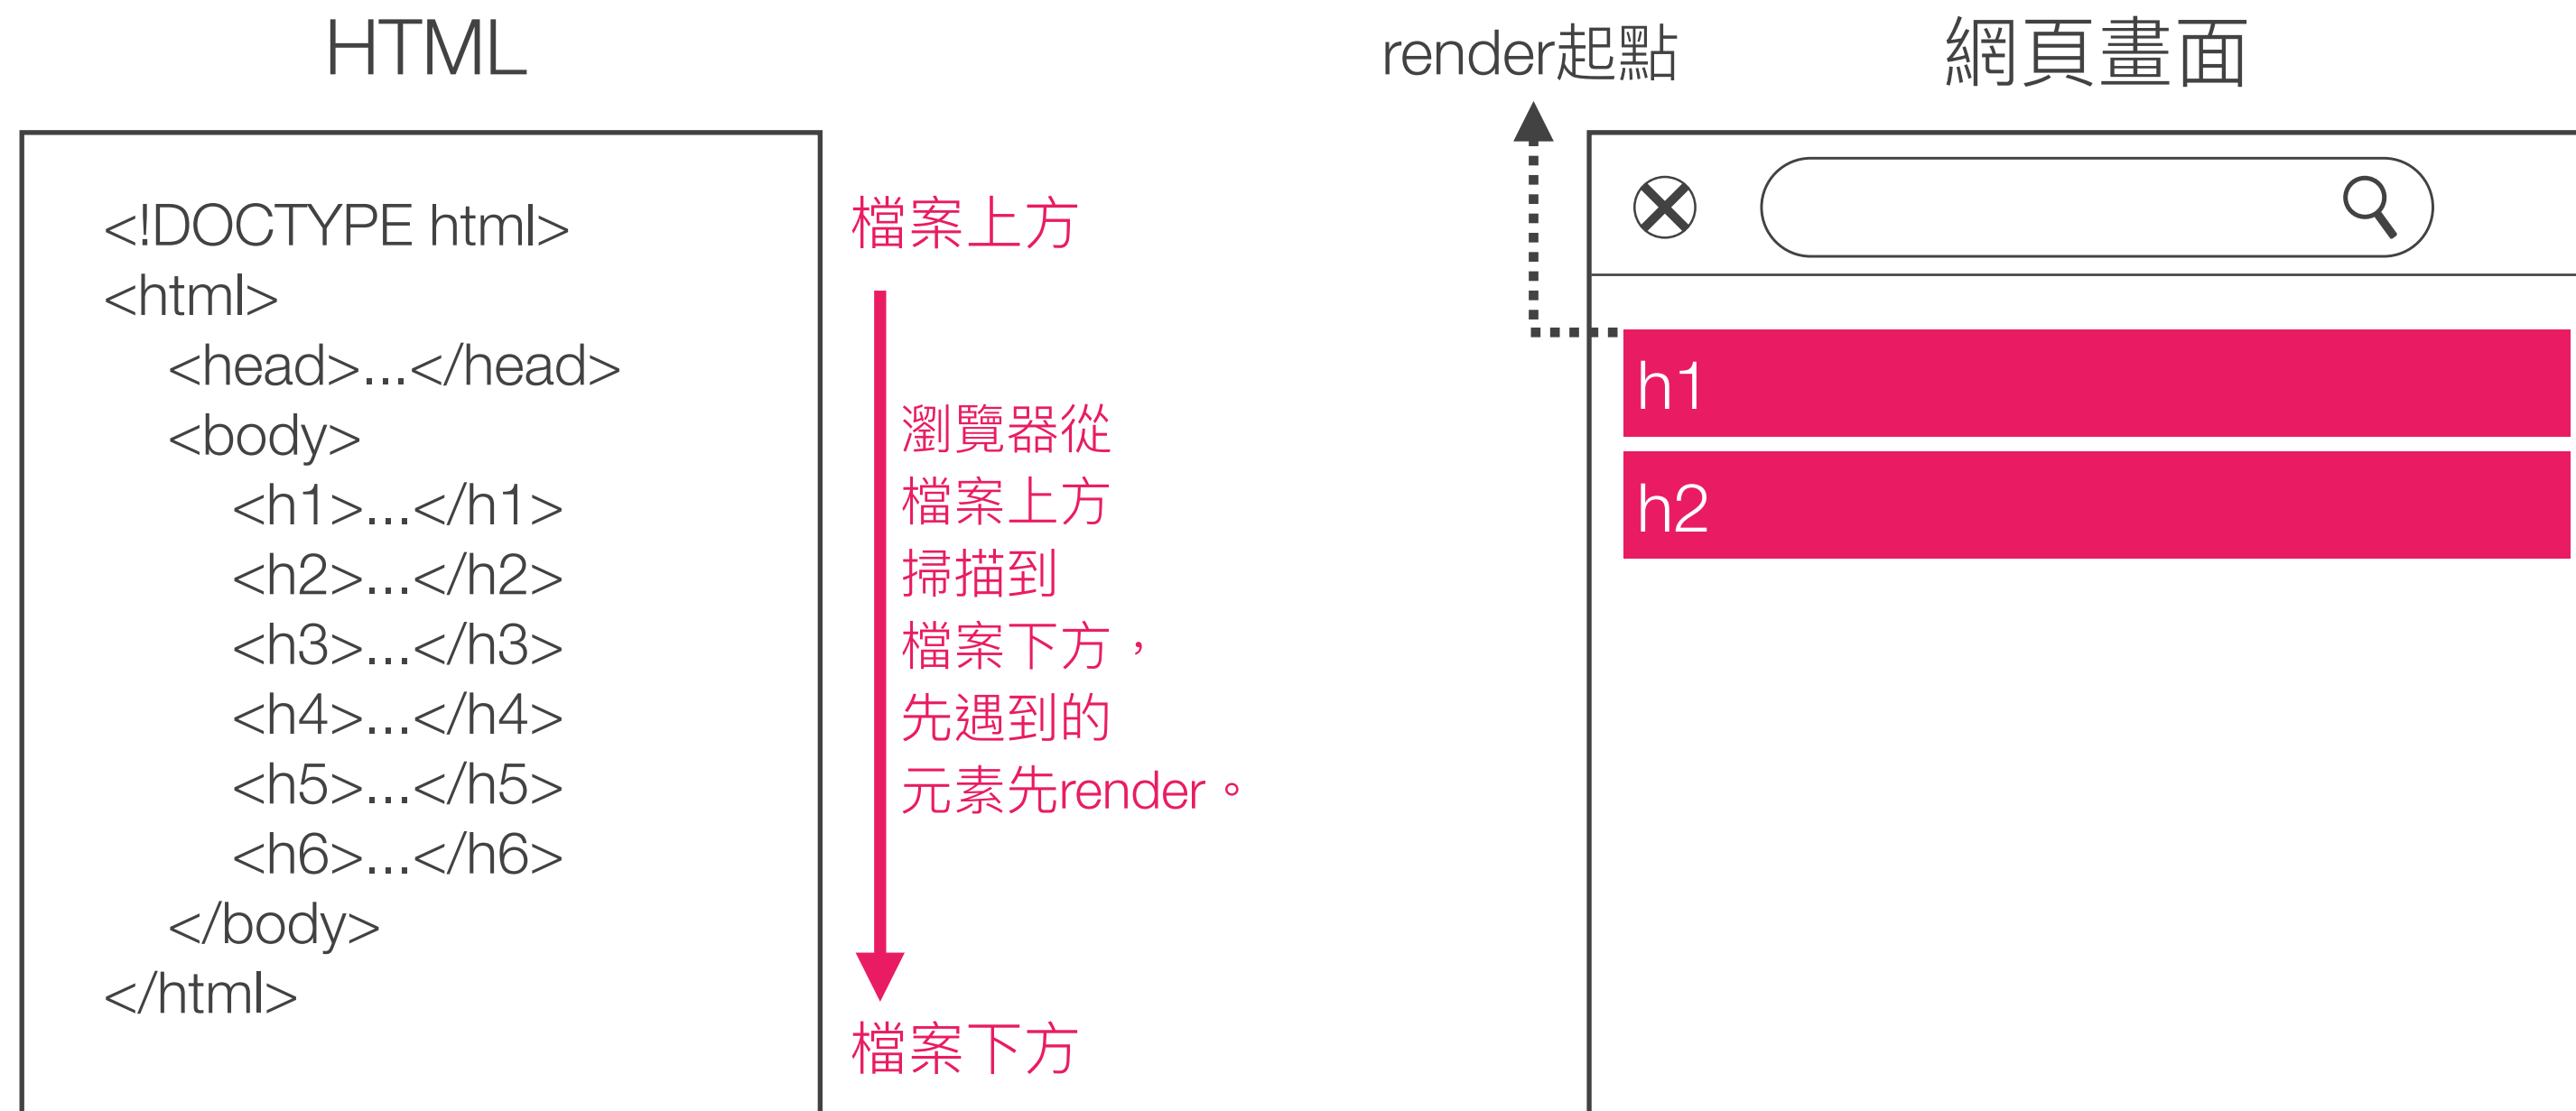 HTML
<!DOCTYPE html>
<html>
<head>...</head>
<body>
<h1>...</h1>
<h2>...</h2>
<h3>...</h3>
<h4>...</h4>
<h5>...</h5>
<h6>...</h6>
</body>
</html>
檔案上方
瀏覽器從
檔案上方
掃描到
檔案下方，
先遇到的
元素先render。
檔案下方
render起點
網頁畫面
h1
h2